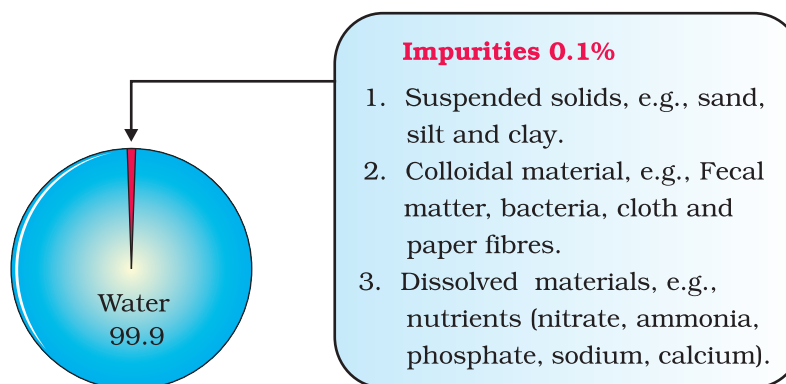 Impurities 0.1%
1. Suspended solids, e.g., sand,
silt and clay.
2. Colloidal material, e.g., Fecal
matter, bacteria, cloth and
paper fibres.
3. Dissolved materials, e.g.,
nutrients (nitrate, ammonia,
phosphate, sodium, calcium).
Water
99.9